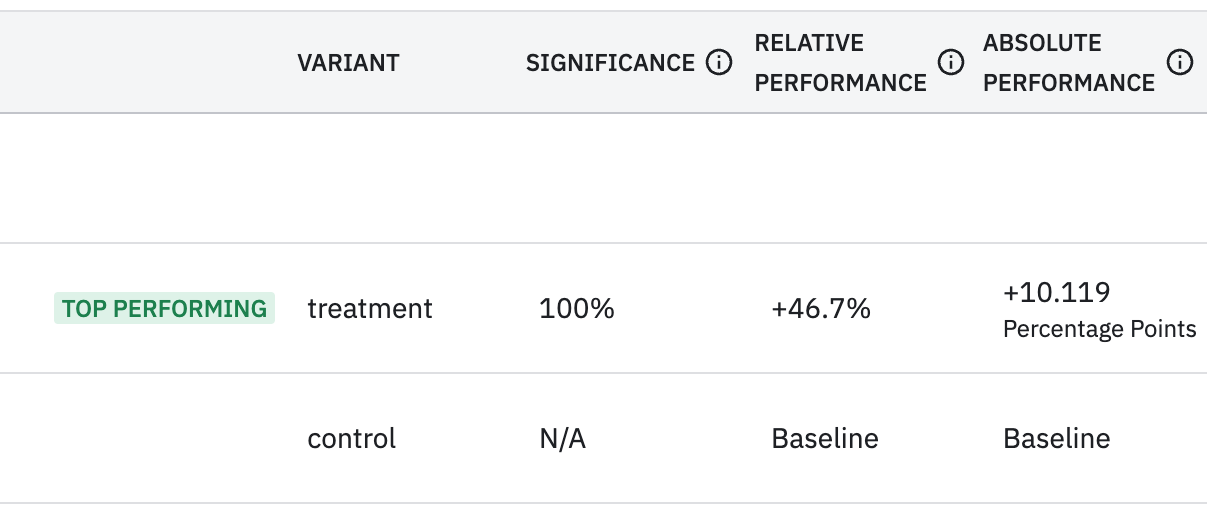 VARIANT
SIGNIFICANCE
RELATIVE
PERFORMANCE
ABSOLUTE
PERFORMANCE
TOP PERFORMING
treatment
100%
+46.7%
+10.119
Percentage Points
control
N/A
Baseline
Baseline